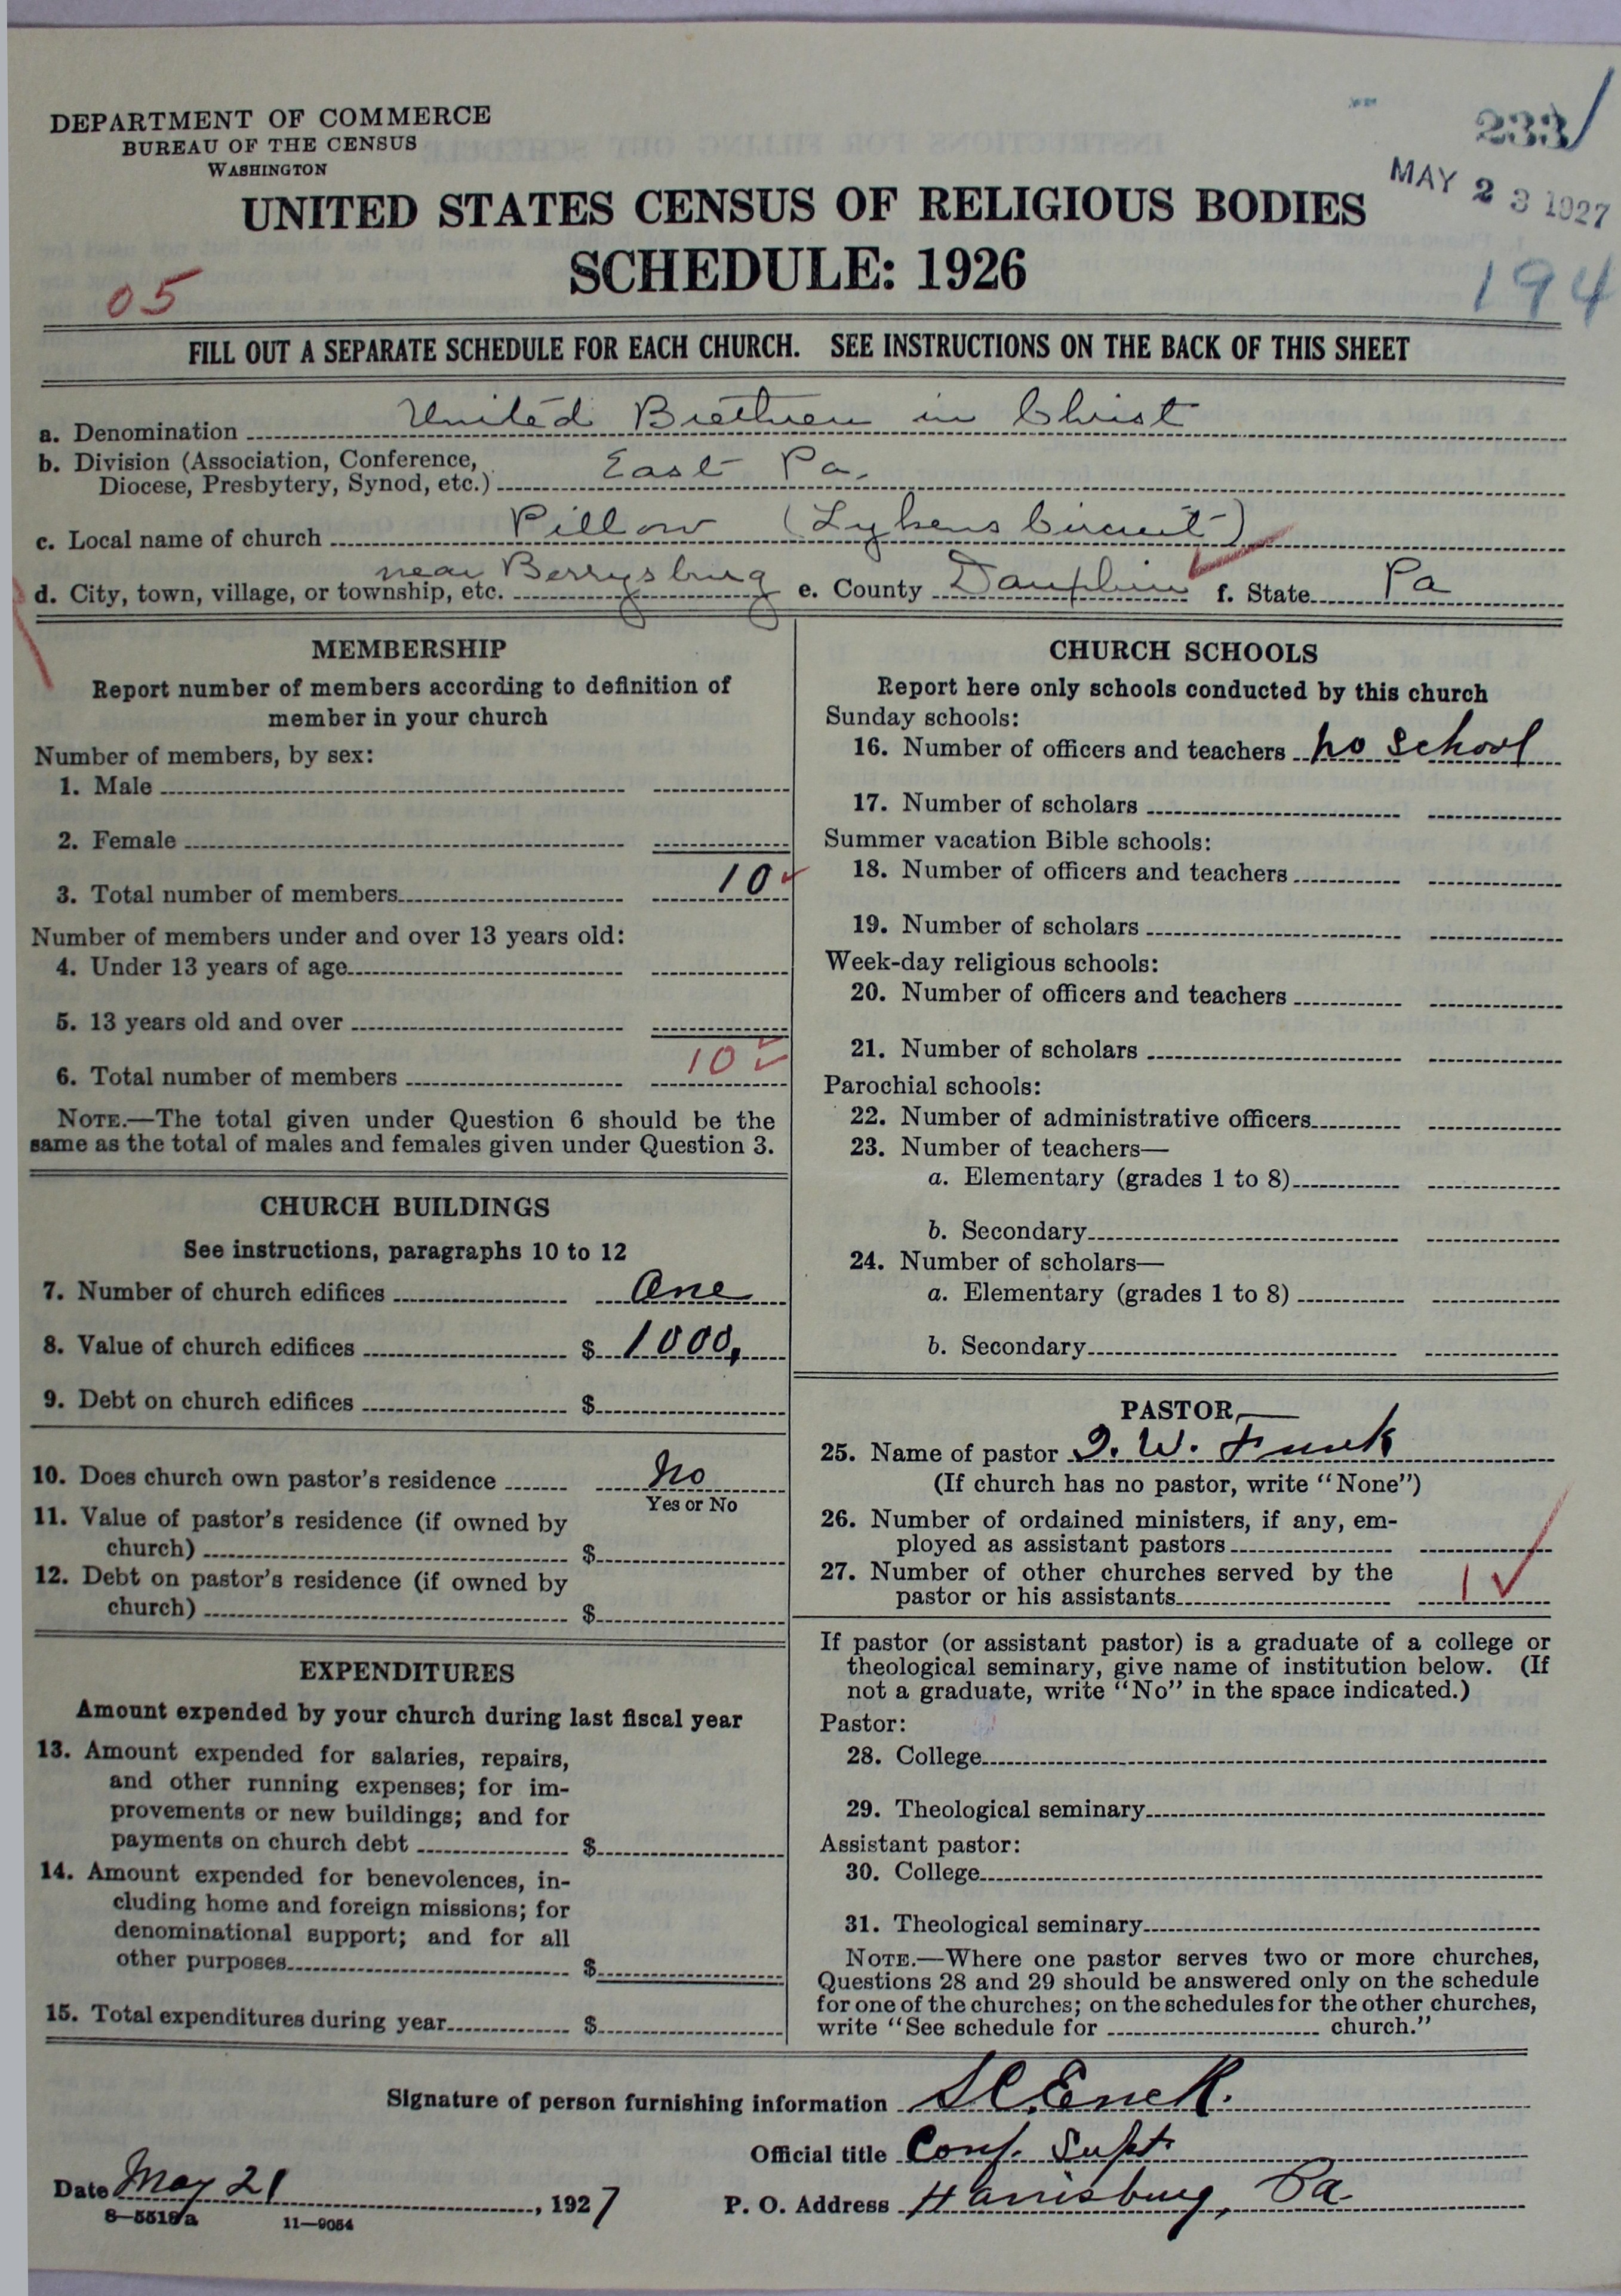 DEPARTMENT OF COMMERCE
BUREAU OF THE CENSUS
WASHINGTON
233
MAY 23 1927
UNITED STATES CENSUS OF RELIGIOUS BODIES
SCHEDULE: 1926
05
194
FILL OUT A SEPARATE SCHEDULE FOR EACH CHURCH. SEE INSTRUCTIONS ON THE BACK OF THIS SHEET
a. Denomination United Brethren in Christ
b. Division (Association, Conference,
Diocese, Presbytery, Synod, etc.) East Pa.
c. Local name of church Pillow (Lykens Circuit)
d. City, town, village, or township, etc. near Berrysburg e. County Dauphin f. State Pa
MEMBERSHIP
Report number of members according to definition of
member in your church
Number of members, by sex:
1. Male
2. Female
3. Total number of members 10
Number of members under and over 13 years old:
4. Under 13 years of age
5. 13 years old and over
6. Total number of members 10
NOTE.—The total given under Question 6 should be the
same as the total of males and females given under Question 3.
CHURCH BUILDINGS
See instructions, paragraphs 10 to 12
7. Number of church edifices One
8. Value of church edifices $ 1000,
9. Debt on church edifices $
10. Does church own pastor's residence No
Yes or No
11. Value of pastor's residence (if owned by
church) $
12. Debt on pastor's residence (if owned by
church) $
EXPENDITURES
Amount expended by your church during last fiscal year
13. Amount expended for salaries, repairs,
and other running expenses; for im-
provements or new buildings; and for
payments on church debt $
14. Amount expended for benevolences, in-
cluding home and foreign missions; for
denominational support; and for all
other purposes $
15. Total expenditures during year $
CHURCH SCHOOLS
Report here only schools conducted by this church
Sunday schools:
16. Number of officers and teachers no school
17. Number of scholars
Summer vacation Bible schools:
18. Number of officers and teachers
19. Number of scholars
Week-day religious schools:
20. Number of officers and teachers
21. Number of scholars
Parochial schools:
22. Number of administrative officers
23. Number of teachers—
a. Elementary (grades 1 to 8)
b. Secondary
24. Number of scholars—
a. Elementary (grades 1 to 8)
b. Secondary
PASTOR
25. Name of pastor W. Funk
(If church has no pastor, write "None")
26. Number of ordained ministers, if any, em-
ployed as assistant pastors
27. Number of other churches served by the
pastor or his assistants 1
If pastor (or assistant pastor) is a graduate of a college or
theological seminary, give name of institution below. (If
not a graduate, write "No" in the space indicated.)
Pastor:
28. College
29. Theological seminary
Assistant pastor:
30. College
31. Theological seminary
NOTE.—Where one pastor serves two or more churches,
Questions 28 and 29 should be answered only on the schedule
for one of the churches; on the schedules for the other churches,
write "See schedule for church."
Signature of person furnishing information S C Enck.
Official title Conf. Supt.
Date May 21, 1927
P. O. Address Harrisburg, Pa.
8—5518a 11—9054